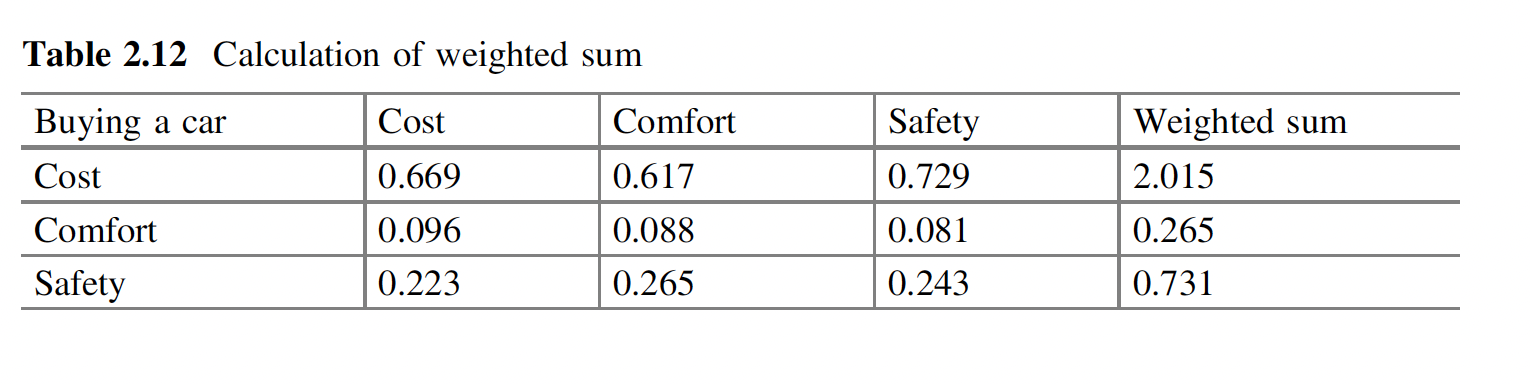 Table 2.12 Calculation of weighted sum
Buying a car Cost Comfort Safety Weighted sum
Cost 0.669 0.617 0.729 2.015
Comfort 0.096 0.088 0.081 0.265
Safety 0.223 0.265 0.243 0.731